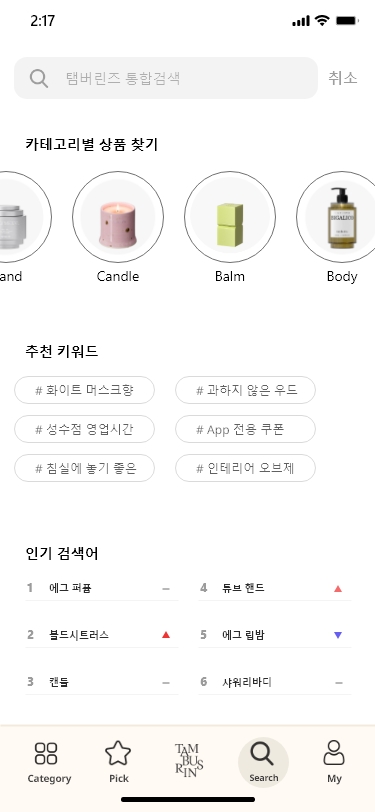 2:17
탬버린즈 통합검색
취소
카테고리별 상품 찾기
and
Candle
Balm
Body
추천 키워드
# 화이트 머스크향
# 과하지 않은 우드
# 성수점 영업시간
# App 전용 쿠폰
# 침실에 놓기 좋은
# 인테리어 오브제
인기 검색어
1 에그 퍼퓸 –
4 튜브 핸드 ▲
2 블드시트러스 ▲
5 에그 립밤 ▼
3 캔들 –
6 샤워리바디 –
TAM
BUS
RIN
Category
Pick
Search
My